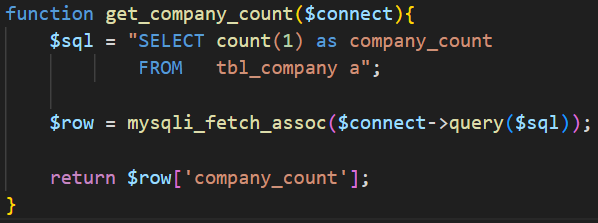 function get_company_count($connect){
    $sql = "SELECT count(1) as company_count
            FROM   tbl_company a";

    $row = mysqli_fetch_assoc($connect->query($sql));

    return $row['company_count'];
}